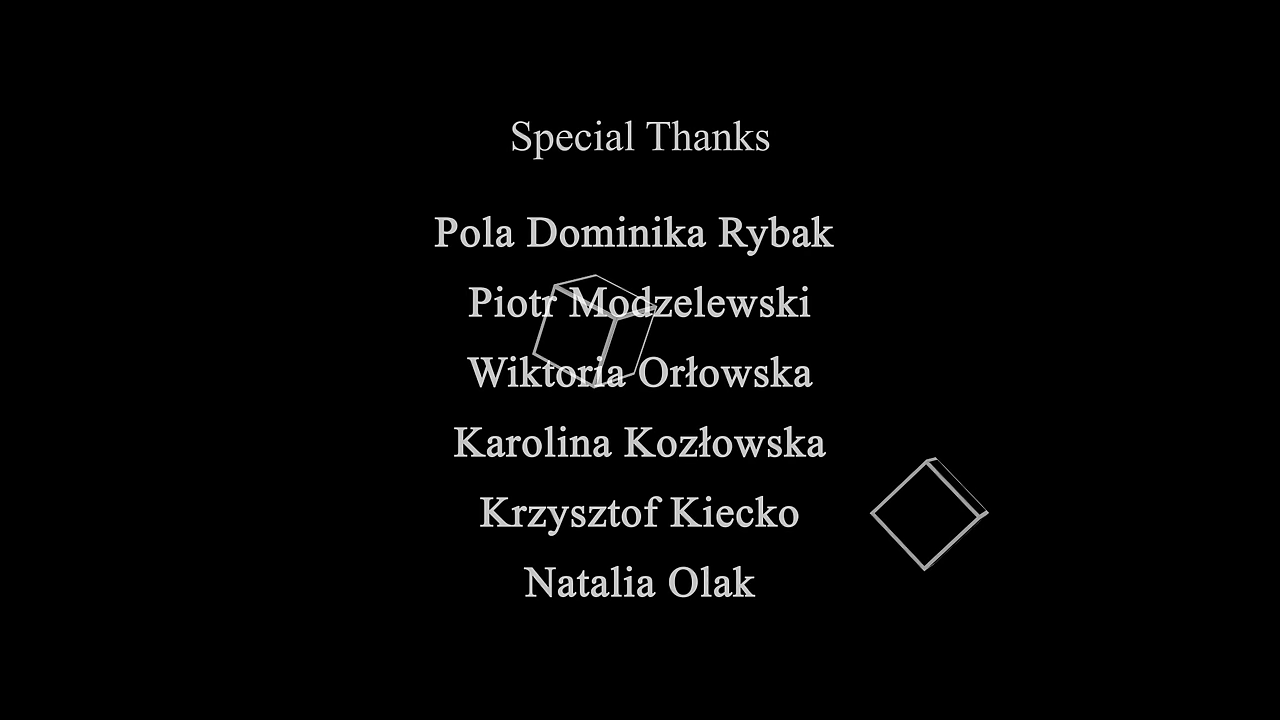 Special Thanks
Pola Dominika Rybak
Piotr Modzelewski
Wiktoria Orłowska
Karolina Kozłowska
Krzysztof Kiecko
Natalia Olak